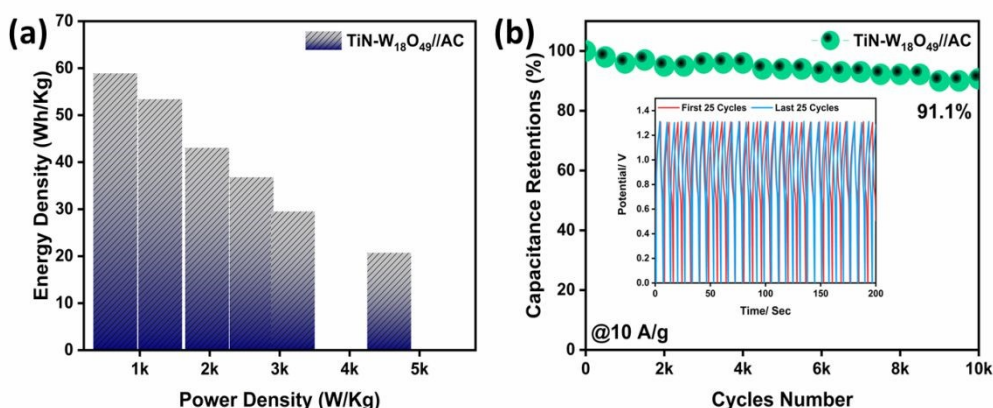 (a)
TiN-W₁₈O₄₉//AC
Energy Density (Wh/Kg)
70
60
50
40
30
20
10
0
1k 2k 3k 4k 5k
Power Density (W/Kg)
(b)
TiN-W₁₈O₄₉//AC
Capacitance Retentions (%)
100
80
60
40
20
0
91.1%
First 25 Cycles Last 25 Cycles
Potential/ V
1.4
1.2
1.0
0.8
0.6
0.4
0.2
0.0
0 50 100 150 200
Time/ Sec
@10 A/g
0 2k 4k 6k 8k 10k
Cycles Number